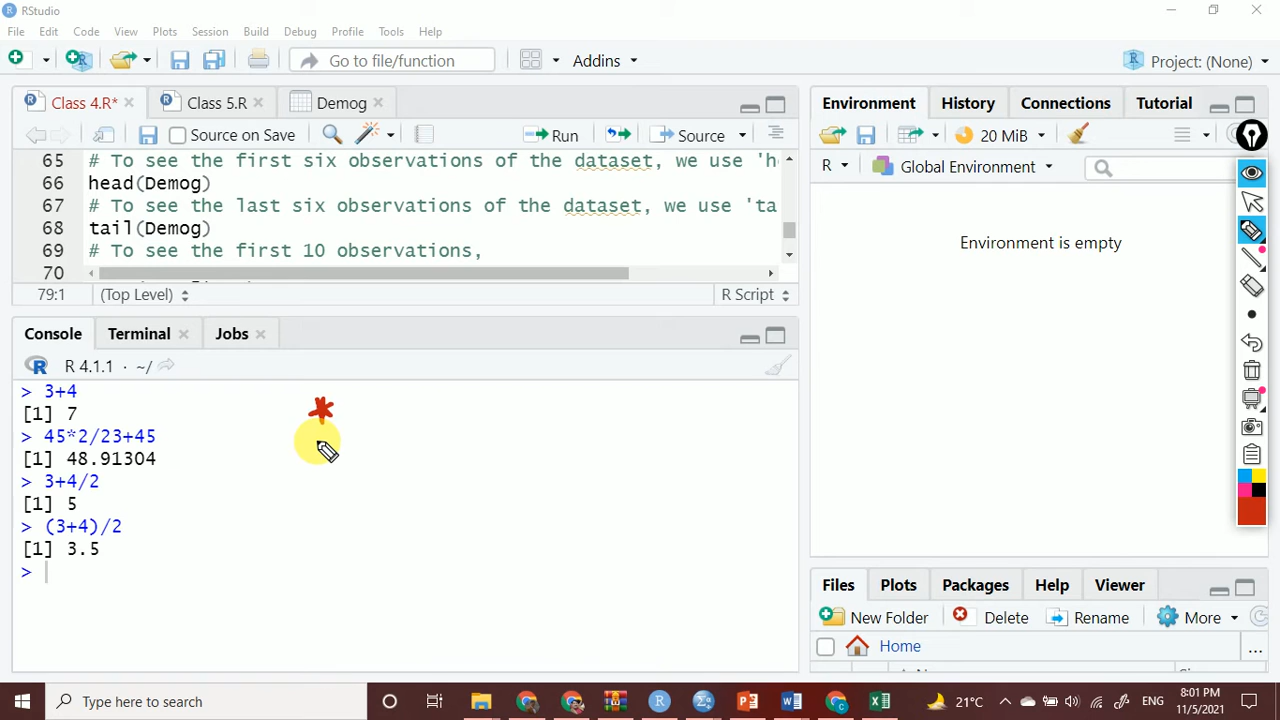 RStudio
File Edit Code View Plots Session Build Debug Profile Tools Help
Go to file/function Addins Project: (None)
Class 4.R* Class 5.R Demog
Source on Save Run Source
65 # To see the first six observations of the dataset, we use 'he
66 head(Demog)
67 # To see the last six observations of the dataset, we use 'ta
68 tail(Demog)
69 # To see the first 10 observations,
70
79:1 (Top Level) R Script
Console Terminal Jobs
R 4.1.1 · ~/
> 3+4
[1] 7
> 45*2/23+45
[1] 48.91304
> 3+4/2
[1] 5
> (3+4)/2
[1] 3.5
>
*
Environment History Connections Tutorial
20 MiB
R Global Environment
Environment is empty
Files Plots Packages Help Viewer
New Folder Delete Rename More
Home ...
Type here to search
21°C ENG 8:01 PM
11/5/2021